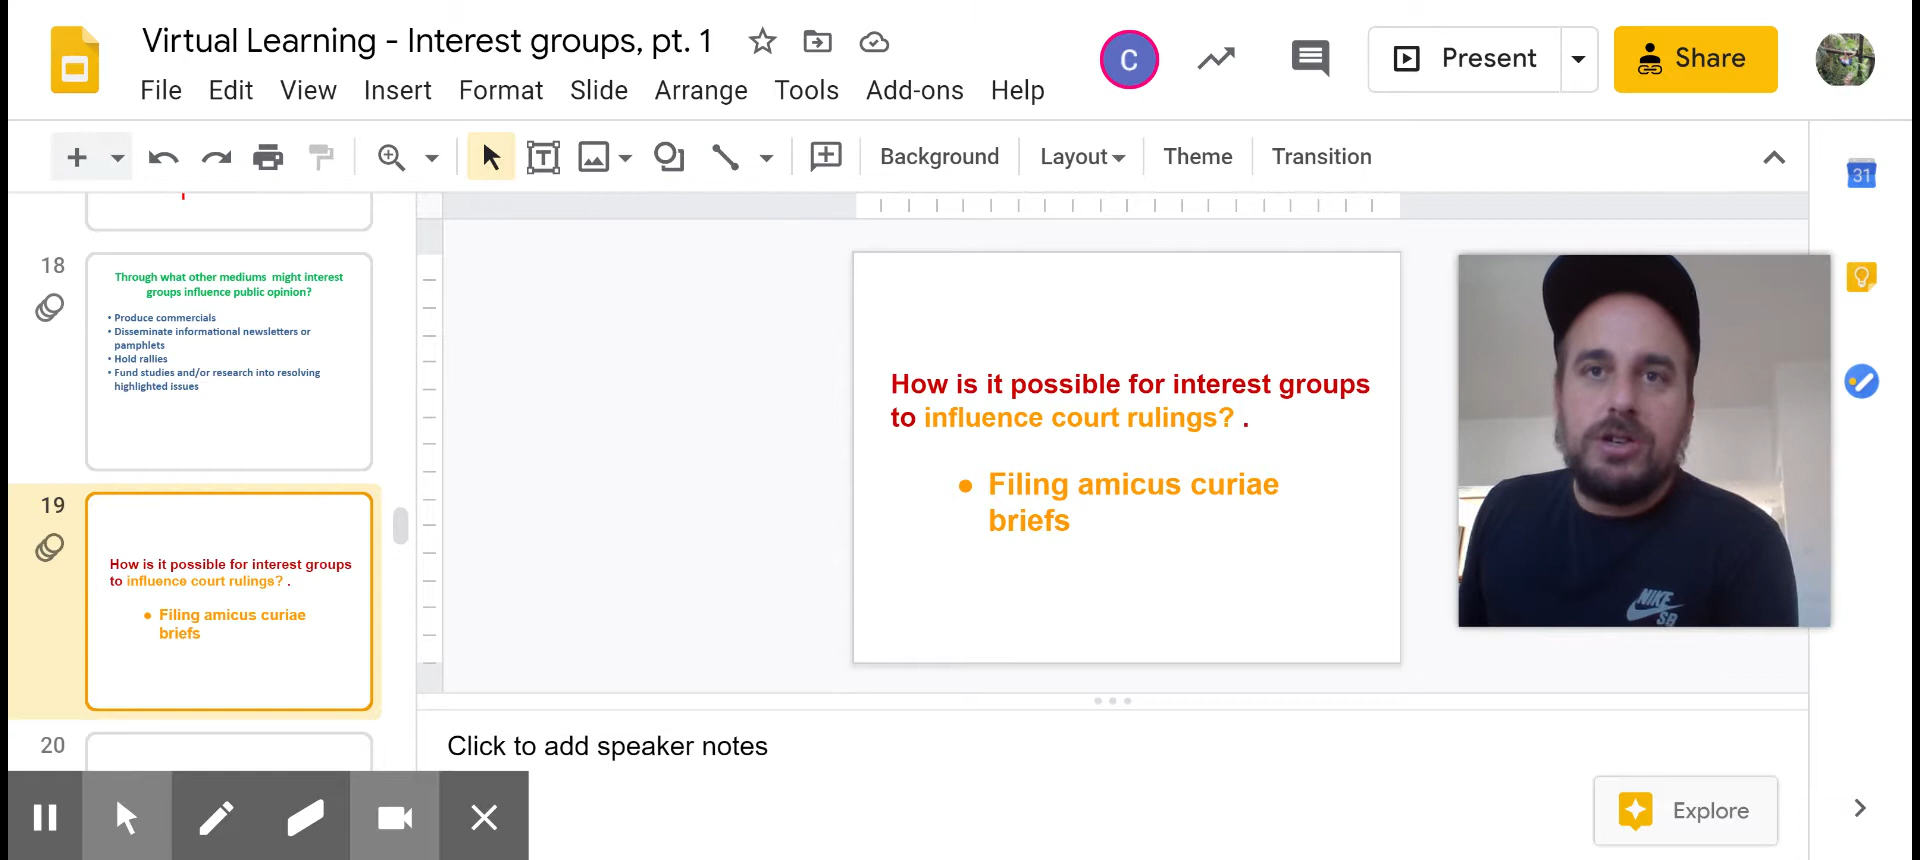 Virtual Learning - Interest groups, pt. 1
C
Present
Share
File Edit View Insert Format Slide Arrange Tools Add-ons Help
Background Layout Theme Transition
31
18
Through what other mediums might interest
groups influence public opinion?
• Produce commercials
• Disseminate informational newsletters or
pamphlets
• Hold rallies
• Fund studies and/or research into resolving
highlighted issues
19
How is it possible for interest groups
to influence court rulings? .
● Filing amicus curiae
briefs
20
How is it possible for interest groups
to influence court rulings? .
● Filing amicus curiae
briefs
NIKE
SB
Click to add speaker notes
Explore